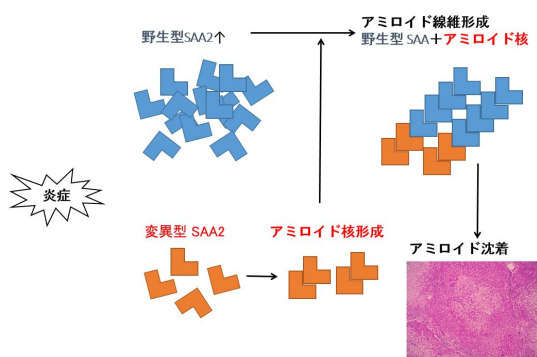 野生型SAA2↑
アミロイド線維形成
野生型 SAA＋アミロイド核
炎症
変異型 SAA2
アミロイド核形成
アミロイド沈着